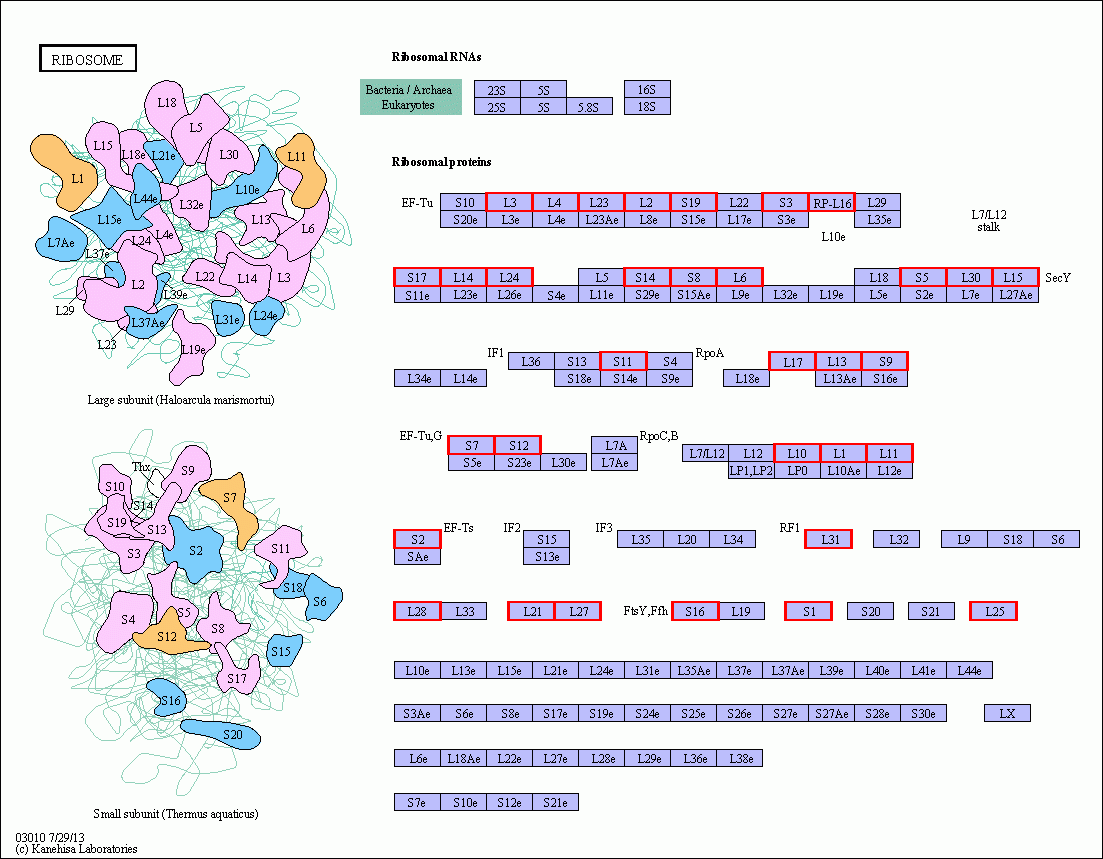 RIBOSOME
Ribosomal RNAs
Bacteria / Archaea 23S 5S 16S
Eukaryotes 25S 5S 5.8S 18S
Ribosomal proteins
EF-Tu S10 L3 L4 L23 L2 S19 L22 S3 RP-L16 L29
S20e L3e L4e L23Ae L8e S15e L17e S3e L35e
L10e
L7/L12
stalk
S17 L14 L24 L5 S14 S8 L6 L18 S5 L30 L15 SecY
S11e L23e L26e S4e L11e S29e S15Ae L9e L32e L19e L5e S2e L7e L27Ae
IF1 L36 S13 S11 S4 RpoA L17 L13 S9
L34e L14e S18e S14e S9e L18e L13Ae S16e
EF-Tu,G S7 S12 L7A RpoC,B L7/L12 L12 L10 L1 L11
S5e S23e L30e L7Ae LP1,LP2 LP0 L10Ae L12e
S2 EF-Ts IF2 S15 IF3 L35 L20 L34 RF1 L31 L32 L9 S18 S6
SAe S13e
L28 L33 L21 L27 FtsY,Ffh S16 L19 S1 S20 S21 L25
L10e L13e L15e L21e L24e L31e L35Ae L37e L37Ae L39e L40e L41e L44e
S3Ae S6e S8e S17e S19e S24e S25e S26e S27e S27Ae S28e S30e LX
L6e L18Ae L22e L27e L28e L29e L36e L38e
S7e S10e S12e S21e
L18
L5
L15
L18e
L21e
L30
L11
L1
L44e
L10e
L32e
L15e
L13
L6
L7Ae
L24
L4e
L37e
L22
L14
L3
L2
L39e
L29
L37Ae
L31e
L24e
L23
L19e
Large subunit (Haloarcula marismortui)
Thx
S9
S10
S7
S14
S19
S13
S3
S2
S11
S18
S6
S4
S5
S12
S8
S15
S17
S16
S20
Small subunit (Thermus aquaticus)
03010 7/29/13
(c) Kanehisa Laboratories